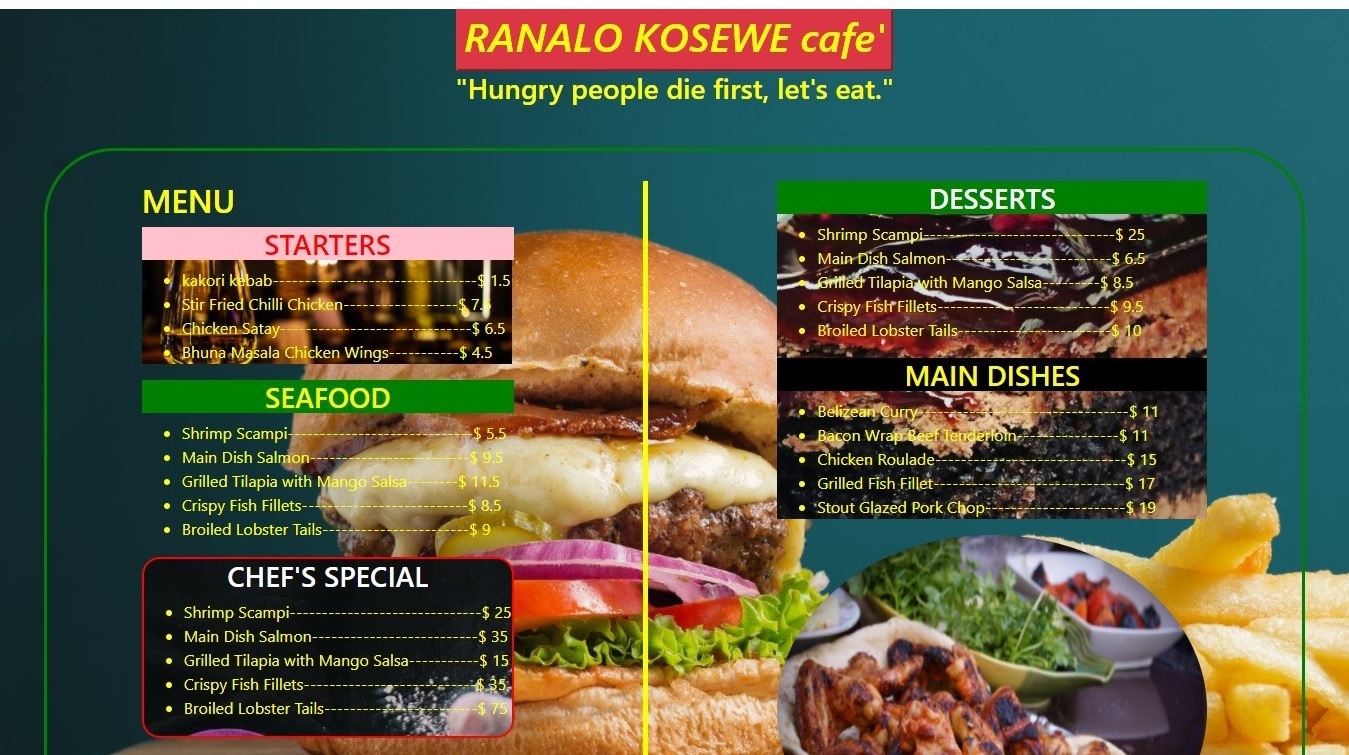 RANALO KOSEWE cafe'
"Hungry people die first, let's eat."
MENU
STARTERS
kakori kebab----------------------------------$ 1.5
Stir Fried Chilli Chicken-------------------$ 7.5
Chicken Satay--------------------------------$ 6.5
Bhuna Masala Chicken Wings-----------$ 4.5
SEAFOOD
Shrimp Scampi-------------------------------$ 5.5
Main Dish Salmon--------------------------$ 9.5
Grilled Tilapia with Mango Salsa--------$ 11.5
Crispy Fish Fillets---------------------------$ 8.5
Broiled Lobster Tails------------------------$ 9
CHEF'S SPECIAL
Shrimp Scampi--------------------------------$ 25
Main Dish Salmon---------------------------$ 35
Grilled Tilapia with Mango Salsa-----------$ 15
Crispy Fish Fillets----------------------------$ 35
Broiled Lobster Tails-------------------------$ 75
DESSERTS
Shrimp Scampi--------------------------------$ 25
Main Dish Salmon---------------------------$ 6.5
Grilled Tilapia with Mango Salsa---------$ 8.5
Crispy Fish Fillets----------------------------$ 9.5
Broiled Lobster Tails-------------------------$ 10
MAIN DISHES
Belizean Curry-----------------------------------$ 11
Bacon Wrap Beef Tenderloin-----------------$ 11
Chicken Roulade--------------------------------$ 15
Grilled Fish Fillet--------------------------------$ 17
Stout Glazed Pork Chop-----------------------$ 19